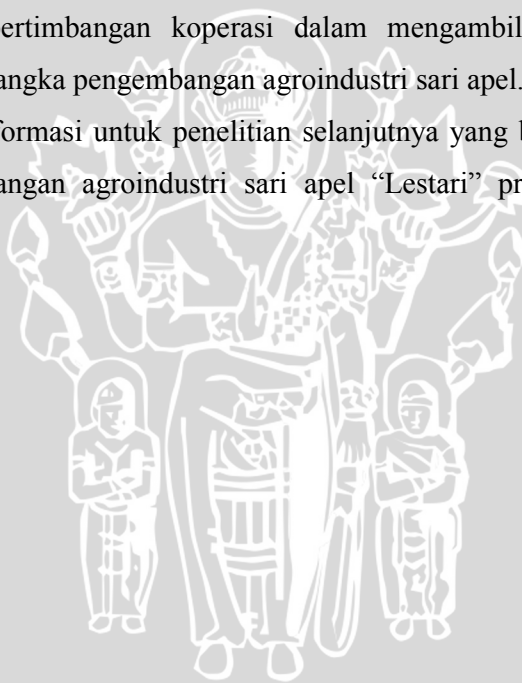 pertimbangan koperasi dalam mengambil
angka pengembangan agroindustri sari apel.
formasi untuk penelitian selanjutnya yang b
angan agroindustri sari apel “Lestari” pr